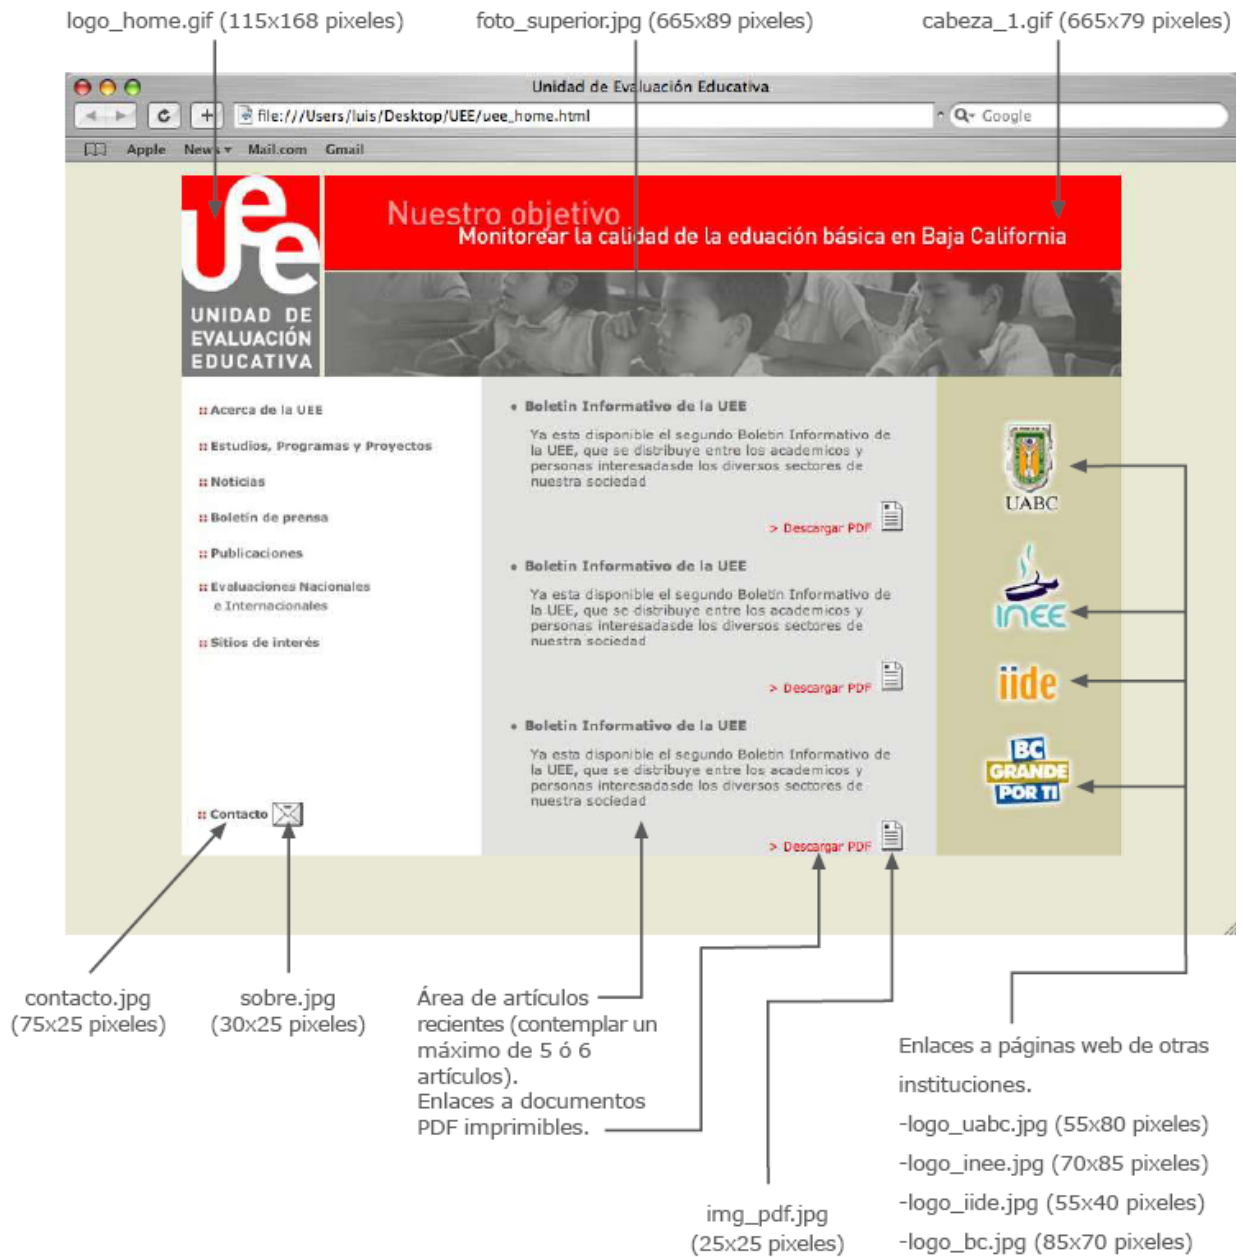 logo_home.gif (115x168 pixeles)
foto_superior.jpg (665x89 pixeles)
cabeza_1.gif (665x79 pixeles)
Unidad de Evaluación Educativa
file:///Users/luis/Desktop/UEE/uee_home.html
Google
Apple News Mail.com Gmail
uee
UNIDAD DE
EVALUACIÓN
EDUCATIVA
Nuestro objetivo
Monitorear la calidad de la eduación básica en Baja California
:: Acerca de la UEE
:: Estudios, Programas y Proyectos
:: Noticias
:: Boletín de prensa
:: Publicaciones
:: Evaluaciones Nacionales
e Internacionales
:: Sitios de interés
:: Contacto
• Boletin Informativo de la UEE
Ya esta disponible el segundo Boletin Informativo de
la UEE, que se distribuye entre los academicos y
personas interesadasde los diversos sectores de
nuestra sociedad
> Descargar PDF
• Boletin Informativo de la UEE
Ya esta disponible el segundo Boletin Informativo de
la UEE, que se distribuye entre los academicos y
personas interesadasde los diversos sectores de
nuestra sociedad
> Descargar PDF
• Boletin Informativo de la UEE
Ya esta disponible el segundo Boletin Informativo de
la UEE, que se distribuye entre los academicos y
personas interesadasde los diversos sectores de
nuestra sociedad
> Descargar PDF
UABC
INEE
iide
BC
GRANDE
POR TI
contacto.jpg
(75x25 pixeles)
sobre.jpg
(30x25 pixeles)
Área de artículos
recientes (contemplar un
máximo de 5 ó 6
artículos).
Enlaces a documentos
PDF imprimibles.
img_pdf.jpg
(25x25 pixeles)
Enlaces a páginas web de otras
instituciones.
-logo_uabc.jpg (55x80 pixeles)
-logo_inee.jpg (70x85 pixeles)
-logo_iide.jpg (55x40 pixeles)
-logo_bc.jpg (85x70 pixeles)